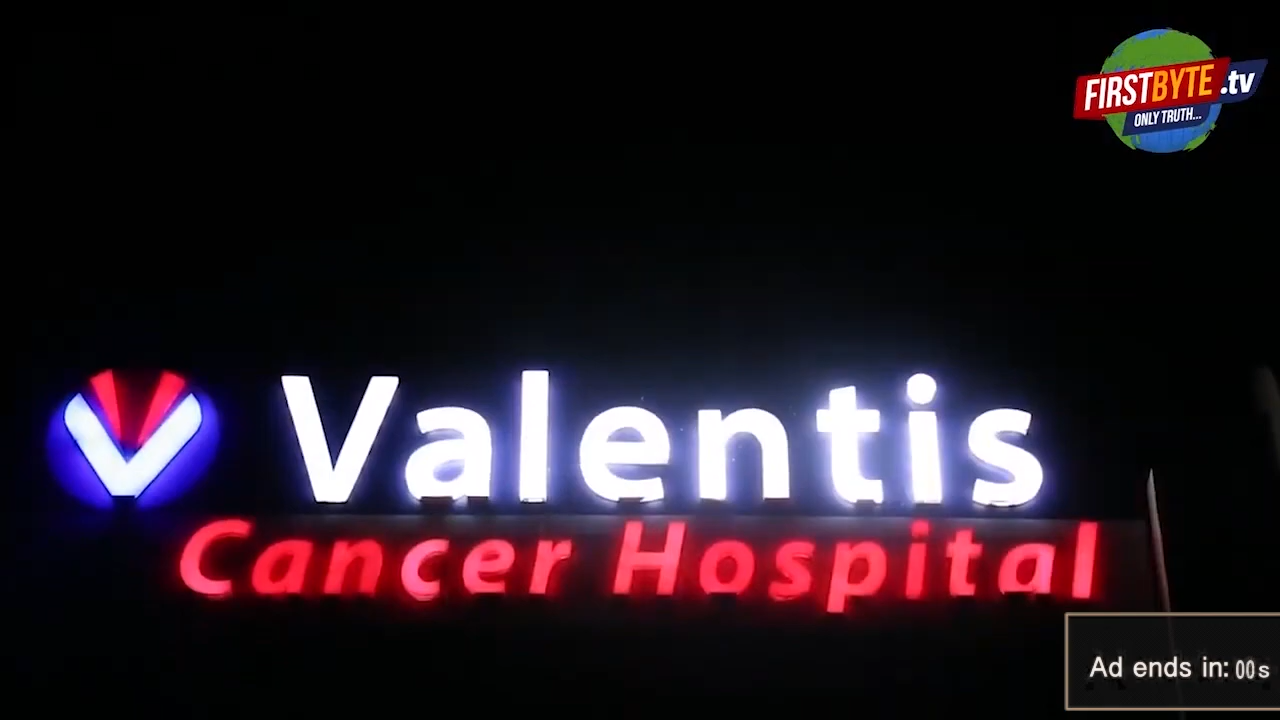 FIRSTBYTE.tv
ONLY TRUTH...
Valentis
Cancer Hospital
Ad ends in: 00s